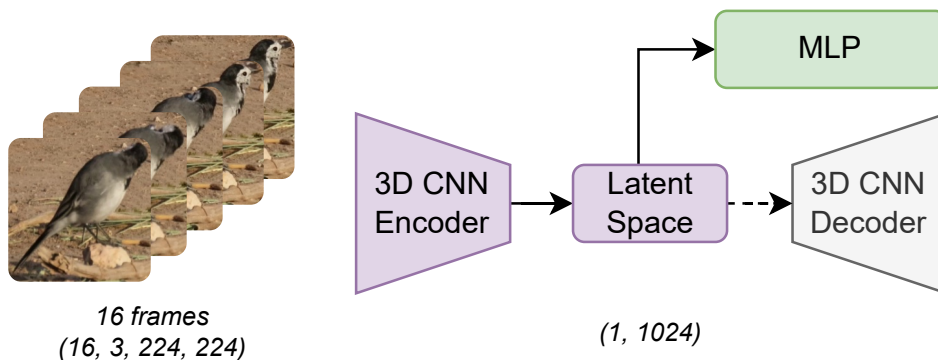 MLP
3D CNN
Encoder
Latent
Space
3D CNN
Decoder
16 frames
(16, 3, 224, 224)
(1, 1024)